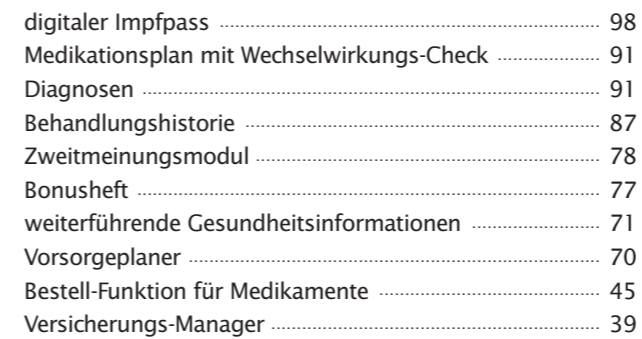 digitaler Impfpass 98
Medikationsplan mit Wechselwirkungs-Check 91
Diagnosen 91
Behandlungshistorie 87
Zweitmeinungsmodul 78
Bonusheft 77
weiterführende Gesundheitsinformationen 71
Vorsorgeplaner 70
Bestell-Funktion für Medikamente 45
Versicherungs-Manager 39